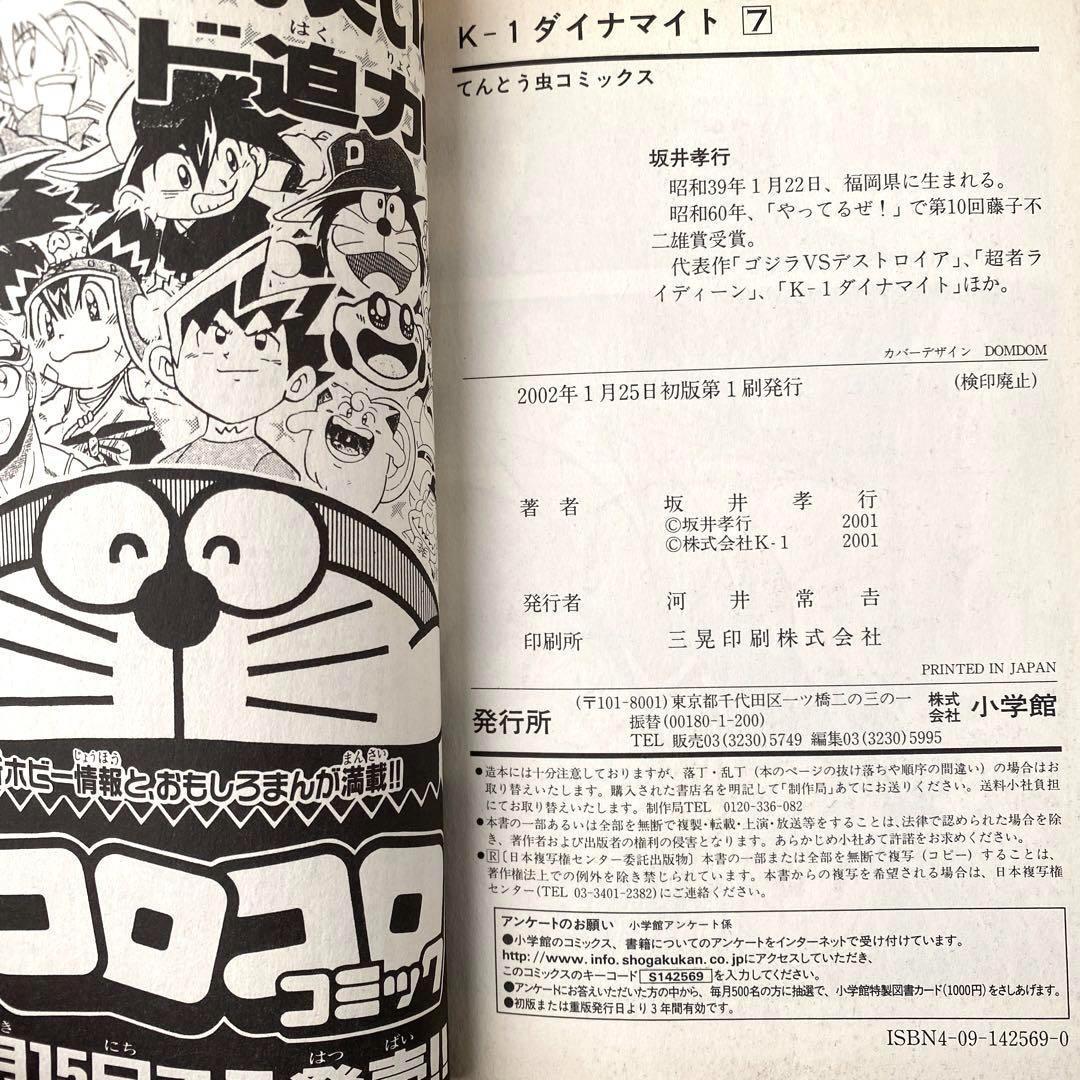 はく
りょく
ド迫力
D
じょうほう
まんさい
ホビー情報と、おもしろまんが満載!!
コロコロ
コミック
にち
はつ
ばい
月15日
発売!!
K-1ダイナマイト 7
てんとう虫コミックス
坂井孝行
昭和39年1月22日、福岡県に生まれる。
昭和60年、「やってるぜ!」で第10回藤子不
二雄賞受賞。
代表作「ゴジラVSデストロイア」、「超者ラ
イディーン」、「K-1ダイナマイト」ほか。
カバーデザイン DOMDOM
2002年1月25日初版第1刷発行 (検印廃止)
著者 坂井孝行
©坂井孝行 2001
©株式会社K-1 2001
発行者 河井常吉
印刷所 三晃印刷株式会社
PRINTED IN JAPAN
発行所
(〒101-8001)東京都千代田区一ツ橋二の三の一
振替(00180-1-200)
TEL 販売03(3230)5749 編集03(3230)5995
株式会社 小学館
●造本には十分注意しておりますが、落丁・乱丁(本のページの抜け落ちや順序の間違い)の場合はお
取り替えいたします。購入された書店名を明記して「制作局」あてにお送りください。送料小社負担
にてお取り替えいたします。制作局TEL 0120-336-082
●本書の一部あるいは全部を無断で複製・転載・上演・放送等をすることは、法律で認められた場合を除
き、著作者および出版者の権利の侵害となります。あらかじめ小社あて許諾をお求めください。
●R[日本複写権センター委託出版物]本書の一部または全部を無断で複写(コピー)することは、
著作権法上での例外を除き禁じられています。本書からの複写を希望される場合は、日本複写権
センター(TEL 03-3401-2382)にご連絡ください。
アンケートのお願い 小学館アンケート係
●小学館のコミックス、書籍についてのアンケートをインターネットで受け付けています。
http://www.info.shogakukan.co.jpにアクセスしていただき、
このコミックスのキーコード S142569 を入力してください。
●アンケートにお答えいただいた方の中から、毎月500名の方に抽選で、小学館特製図書カード(1000円)をさしあげます。
●初版または重版発行日より3年間有効です。
ISBN4-09-142569-0